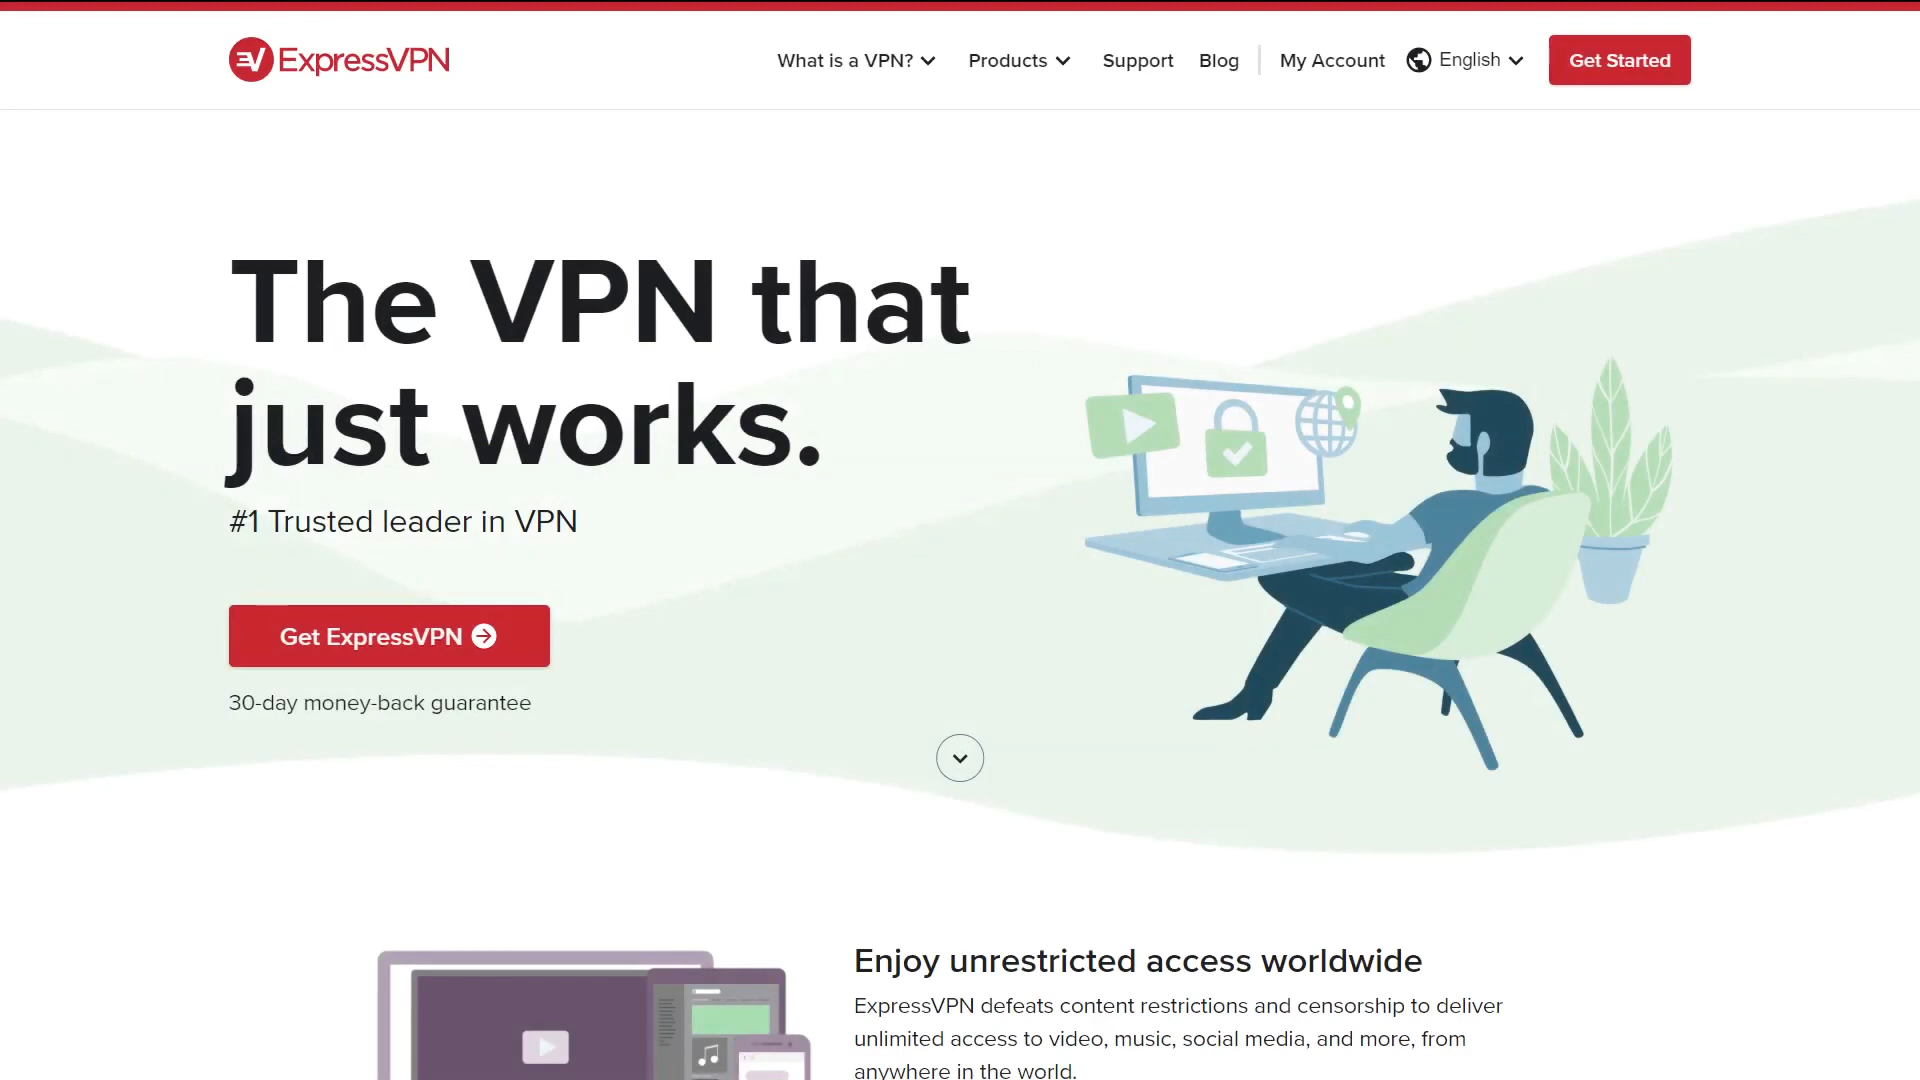 ExpressVPN
What is a VPN?
Products
Support
Blog
My Account
English
Get Started
The VPN that
just works.
#1 Trusted leader in VPN
Get ExpressVPN
30-day money-back guarantee
Enjoy unrestricted access worldwide
ExpressVPN defeats content restrictions and censorship to deliver
unlimited access to video, music, social media, and more, from
anywhere in the world.